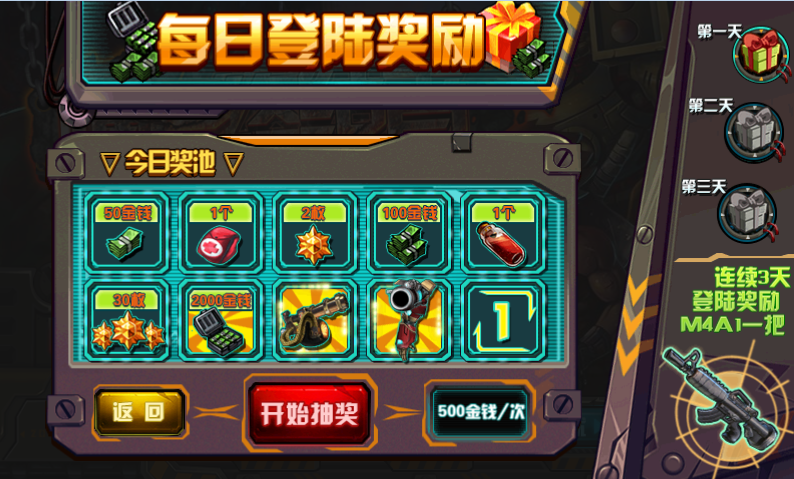 每日登陆奖励
第一天
第二天
第三天
▽今日奖池▽
50金钱
1个
2枚
100金钱
1个
30枚
2000金钱
1
返回
开始抽奖
500金钱/次
连续3天
登陆奖励
M4A1一把